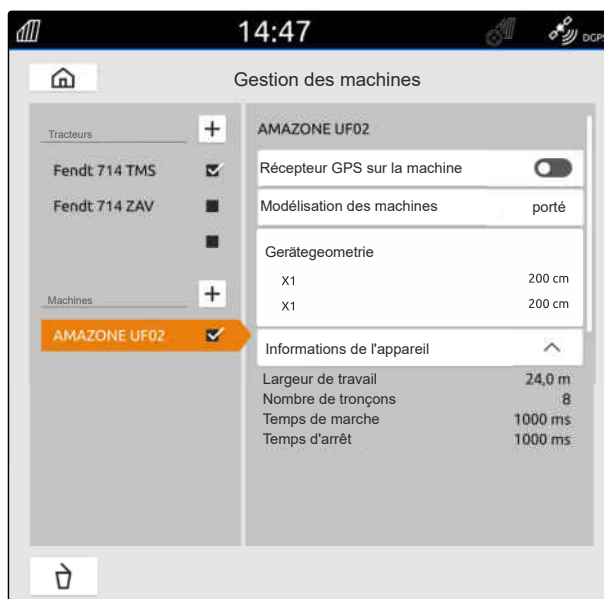 14:47
DGPS
Gestion des machines
Tracteurs
Fendt 714 TMS
Fendt 714 ZAV
Machines
AMAZONE UF02
AMAZONE UF02
Récepteur GPS sur la machine
Modélisation des machines porté
Gerätegeometrie
X1 200 cm
X1 200 cm
Informations de l'appareil
Largeur de travail 24,0 m
Nombre de tronçons 8
Temps de marche 1000 ms
Temps d'arrêt 1000 ms